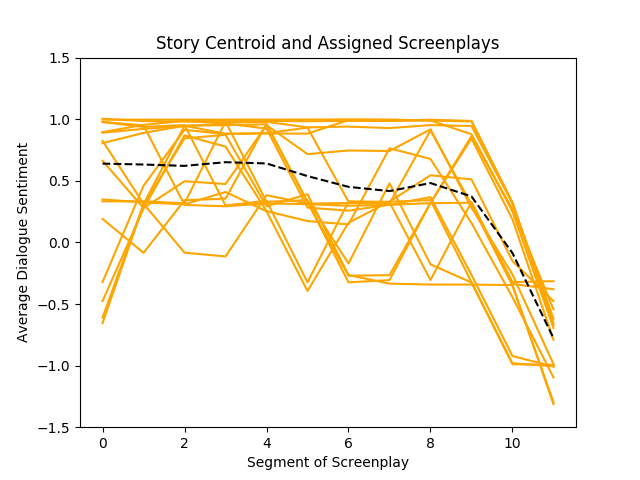 Story Centroid and Assigned Screenplays
1.5
1.0
0.5
0.0
−0.5
−1.0
−1.5
Average Dialogue Sentiment
0 2 4 6 8 10
Segment of Screenplay